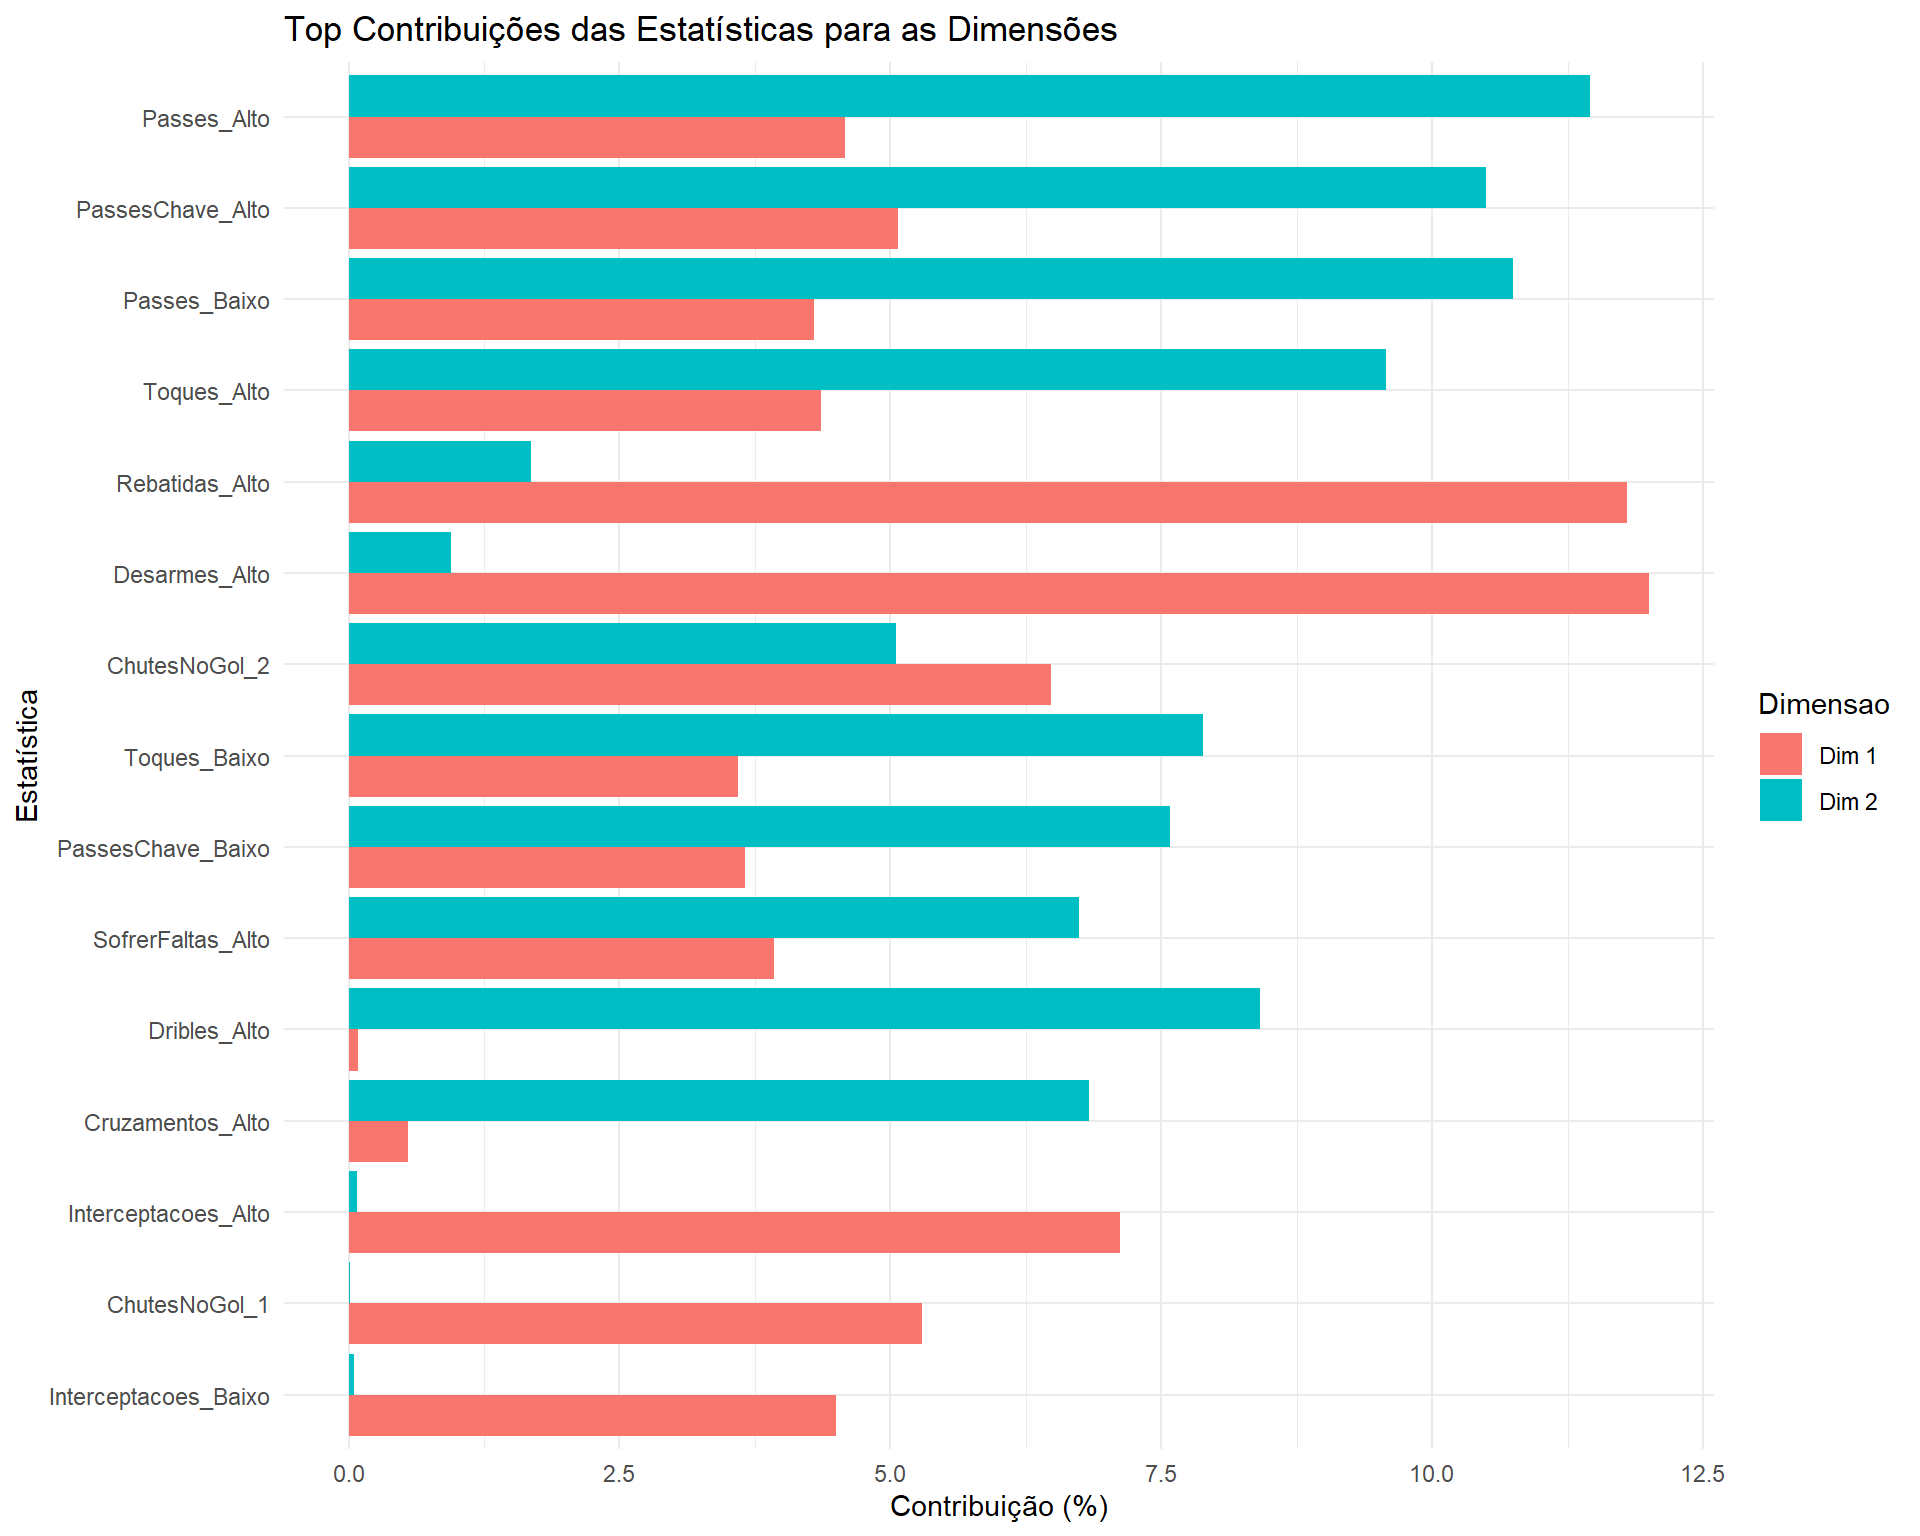 Top Contribuições das Estatísticas para as Dimensões
Estatística
Passes_Alto
PassesChave_Alto
Passes_Baixo
Toques_Alto
Rebatidas_Alto
Desarmes_Alto
ChutesNoGol_2
Toques_Baixo
PassesChave_Baixo
SofrerFaltas_Alto
Dribles_Alto
Cruzamentos_Alto
Interceptacoes_Alto
ChutesNoGol_1
Interceptacoes_Baixo
0.0 2.5 5.0 7.5 10.0 12.5
Contribuição (%)
Dimensao
Dim 1
Dim 2